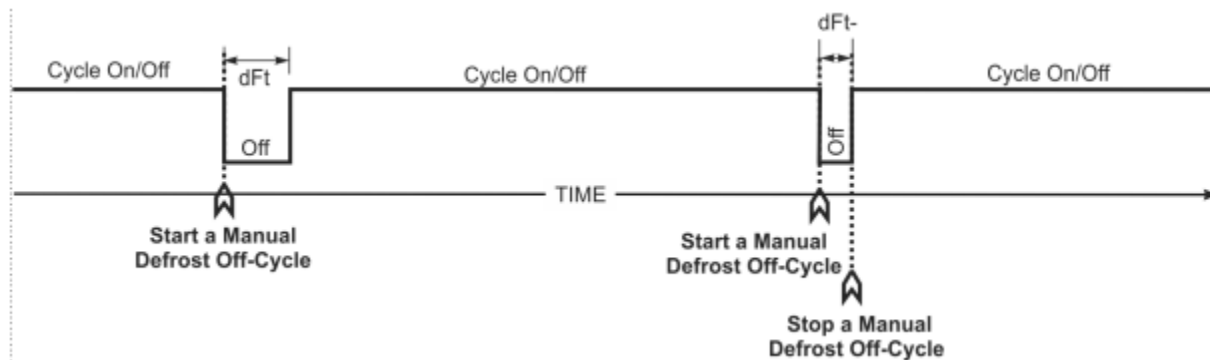 dFt-
Cycle On/Off
dFt
Cycle On/Off
Cycle On/Off
Off
Off
TIME
Start a Manual
Defrost Off-Cycle
Start a Manual
Defrost Off-Cycle
Stop a Manual
Defrost Off-Cycle